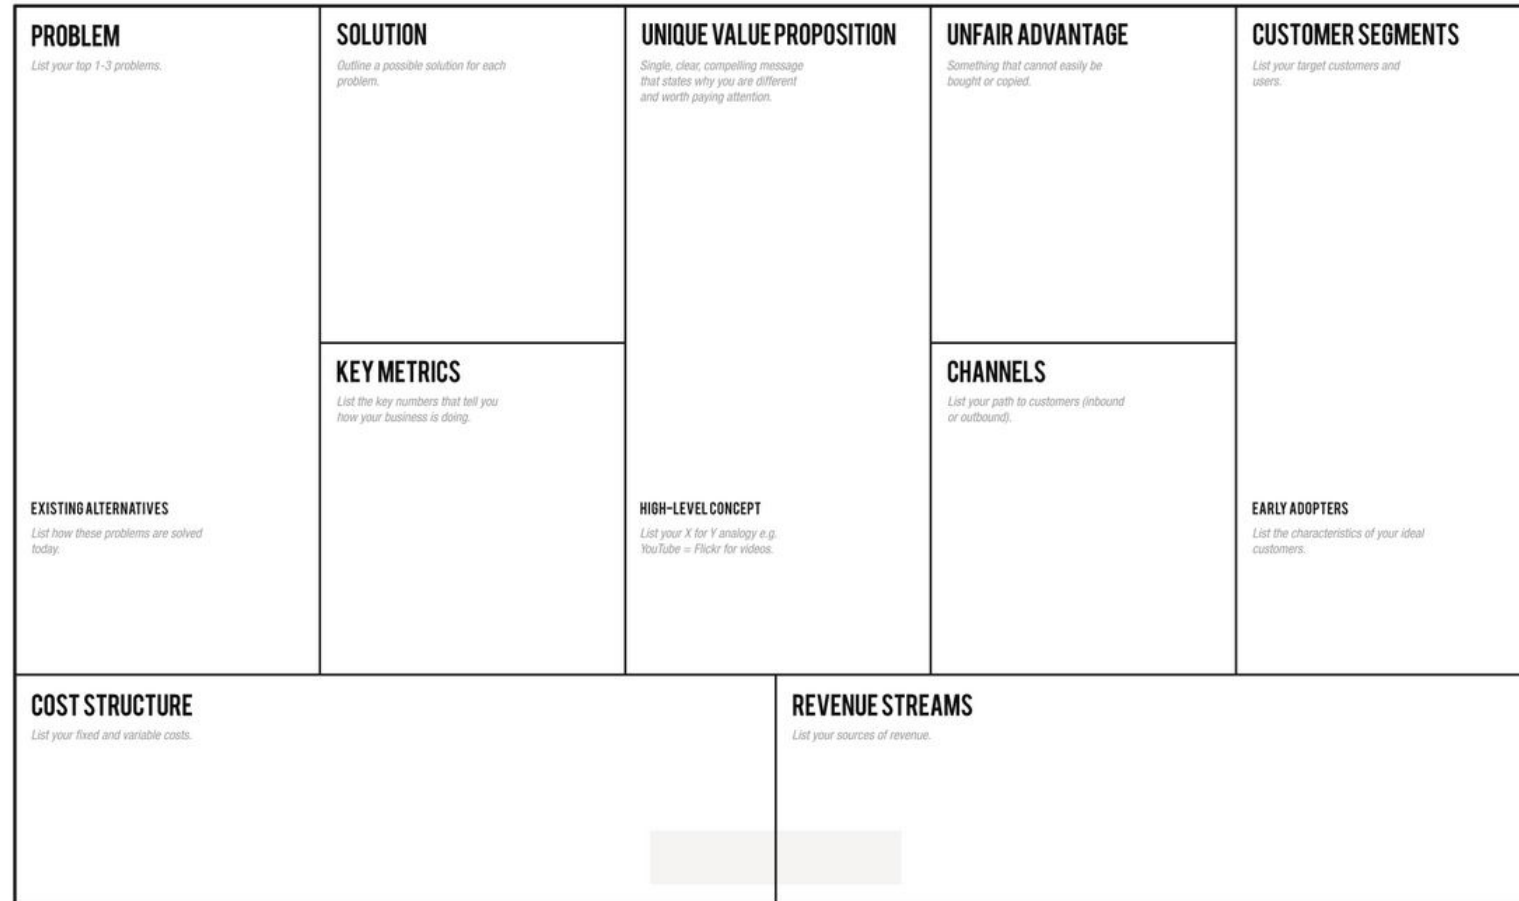 PROBLEM
List your top 1-3 problems.
EXISTING ALTERNATIVES
List how these problems are solved
today.
SOLUTION
Outline a possible solution for each
problem.
KEY METRICS
List the key numbers that tell you
how your business is doing.
UNIQUE VALUE PROPOSITION
Single, clear, compelling message
that states why you are different
and worth paying attention.
HIGH-LEVEL CONCEPT
List your X for Y analogy e.g.
YouTube = Flickr for videos.
UNFAIR ADVANTAGE
Something that cannot easily be
bought or copied.
CHANNELS
List your path to customers (inbound
or outbound).
CUSTOMER SEGMENTS
List your target customers and
users.
EARLY ADOPTERS
List the characteristics of your ideal
customers.
COST STRUCTURE
List your fixed and variable costs.
REVENUE STREAMS
List your sources of revenue.